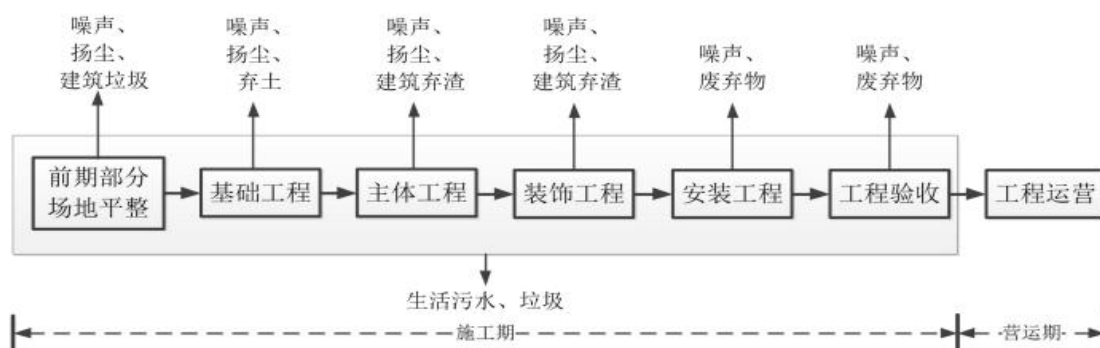 噪声、
扬尘、
建筑垃圾
噪声、
扬尘、
弃土
噪声、
扬尘、
建筑弃渣
噪声、
扬尘、
建筑弃渣
噪声、
废弃物
噪声、
废弃物
前期部分
场地平整
基础工程
主体工程
装饰工程
安装工程
工程验收
工程运营
生活污水、垃圾
施工期
营运期